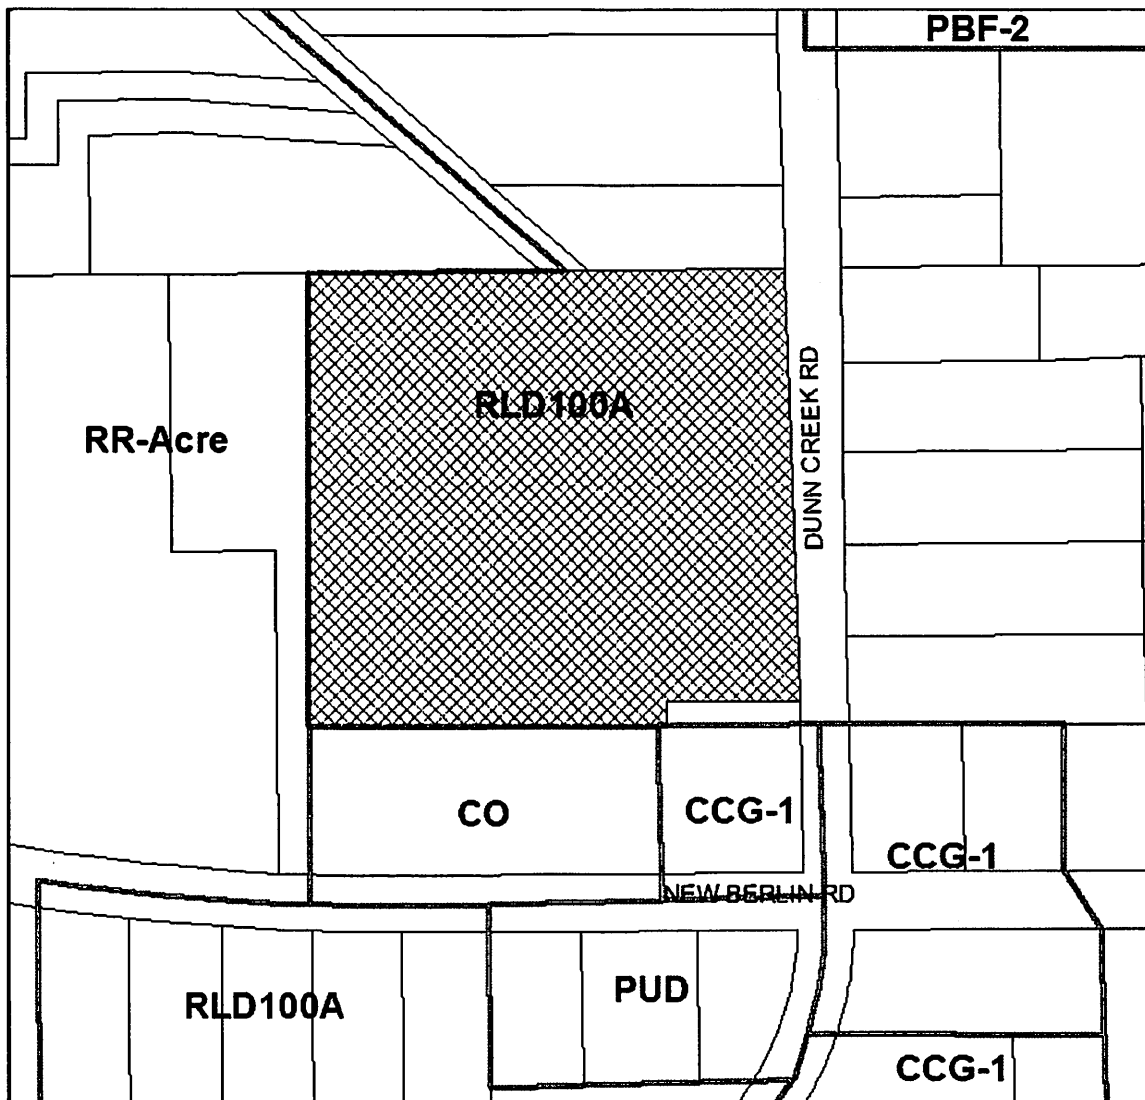 PBF-2
RLD100A
RR-Acre
DUNN CREEK RD
CO
CCG-1
CCG-1
NEW BERLIN RD
RLD100A
PUD
CCG-1